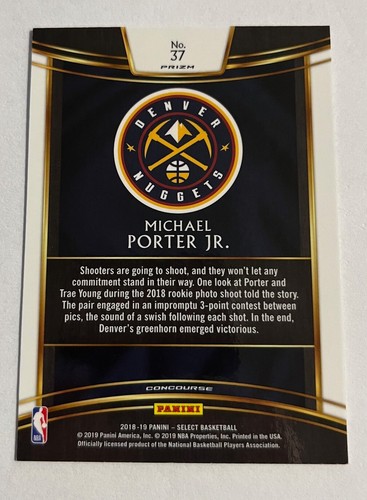 No.
37
PRIZM
DENVER
NUGGETS
MICHAEL
PORTER JR.
Shooters are going to shoot, and they won't let any
commitment stand in their way. One look at Porter and
Trae Young during the 2018 rookie photo shoot told the story.
The pair engaged in an impromptu 3-point contest between
pics, the sound of a swish following each shot. In the end,
Denver's greenhorn emerged victorious.
CONCOURSE
NBA
PANINI
2018-19 PANINI – SELECT BASKETBALL
© 2019 Panini America, Inc. © 2019 NBA Properties, Inc. Printed in the USA.
Officially licensed product of the National Basketball Players Association.